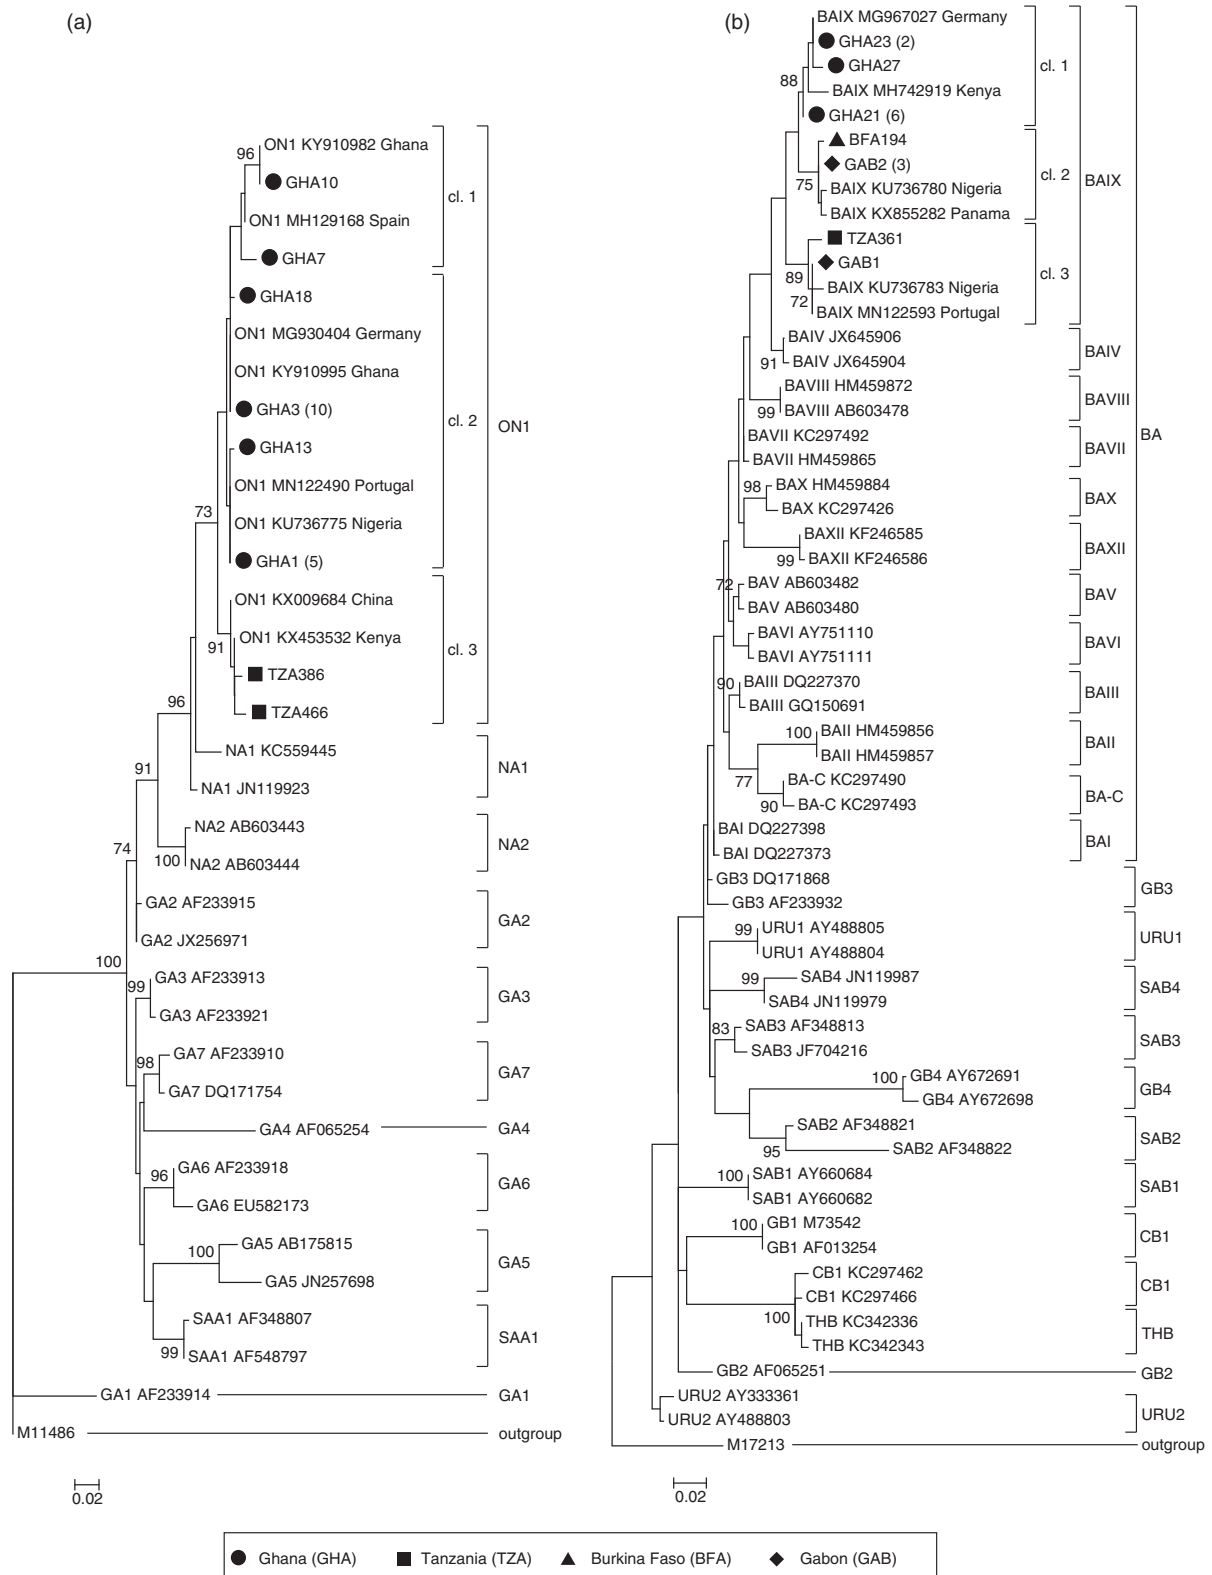 (a)
96
ON1 KY910982 Ghana
GHA10
ON1 MH129168 Spain
GHA7
cl. 1
GHA18
ON1 MG930404 Germany
ON1 KY910995 Ghana
GHA3 (10)
GHA13
ON1 MN122490 Portugal
ON1 KU736775 Nigeria
GHA1 (5)
cl. 2
ON1
73
ON1 KX009684 China
ON1 KX453532 Kenya
91
TZA386
TZA466
cl. 3
96
NA1 KC559445
NA1 JN119923
NA1
91
NA2 AB603443
NA2 AB603444
100
NA2
74
GA2 AF233915
GA2 JX256971
GA2
100
GA3 AF233913
99
GA3 AF233921
GA3
GA7 AF233910
98
GA7 DQ171754
GA7
GA4 AF065254
GA4
GA6 AF233918
96
GA6 EU582173
GA6
GA5 AB175815
100
GA5 JN257698
GA5
SAA1 AF348807
99
SAA1 AF548797
SAA1
GA1 AF233914
GA1
M11486
outgroup
0.02
(b)
BAIX MG967027 Germany
GHA23 (2)
GHA27
88
BAIX MH742919 Kenya
GHA21 (6)
cl. 1
BFA194
GAB2 (3)
75
BAIX KU736780 Nigeria
BAIX KX855282 Panama
cl. 2
BAIX
TZA361
GAB1
89
BAIX KU736783 Nigeria
72
BAIX MN122593 Portugal
cl. 3
BAIV JX645906
91
BAIV JX645904
BAIV
BAVIII HM459872
99
BAVIII AB603478
BAVIII
BA
BAVII KC297492
BAVII HM459865
BAVII
98
BAX HM459884
BAX KC297426
BAX
BAXII KF246585
99
BAXII KF246586
BAXII
72
BAV AB603482
BAV AB603480
BAV
BAVI AY751110
BAVI AY751111
BAVI
90
BAIII DQ227370
BAIII GQ150691
BAIII
100
BAII HM459856
BAII HM459857
BAII
77
BA-C KC297490
90
BA-C KC297493
BA-C
BAI DQ227398
BAI DQ227373
BAI
GB3 DQ171868
GB3 AF233932
GB3
99
URU1 AY488805
URU1 AY488804
URU1
99
SAB4 JN119987
SAB4 JN119979
SAB4
83
SAB3 AF348813
SAB3 JF704216
SAB3
100
GB4 AY672691
GB4 AY672698
GB4
SAB2 AF348821
95
SAB2 AF348822
SAB2
100
SAB1 AY660684
SAB1 AY660682
SAB1
100
GB1 M73542
GB1 AF013254
CB1
CB1 KC297462
CB1 KC297466
CB1
100
THB KC342336
THB KC342343
THB
GB2 AF065251
GB2
URU2 AY333361
URU2 AY488803
URU2
M17213
outgroup
0.02
Ghana (GHA) Tanzania (TZA) Burkina Faso (BFA) Gabon (GAB)